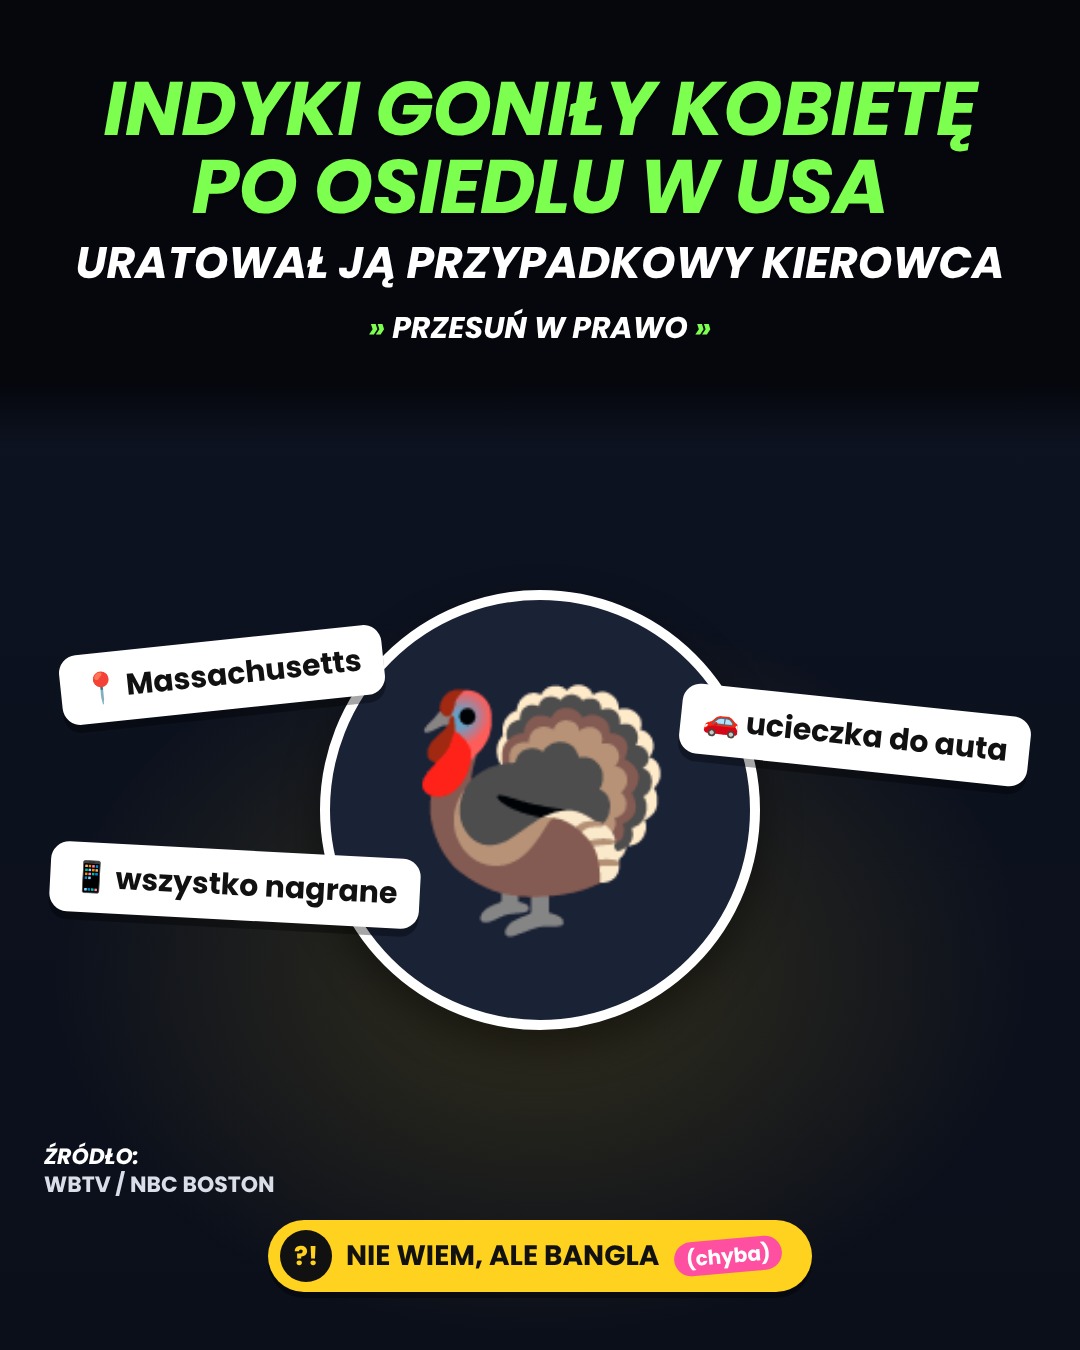 INDYKI GONIŁY KOBIETĘ
PO OSIEDLU W USA
URATOWAŁ JĄ PRZYPADKOWY KIEROWCA
» PRZESUŃ W PRAWO »
Massachusetts
ucieczka do auta
wszystko nagrane
ŹRÓDŁO:
WBTV / NBC BOSTON
?! NIE WIEM, ALE BANGLA (chyba)